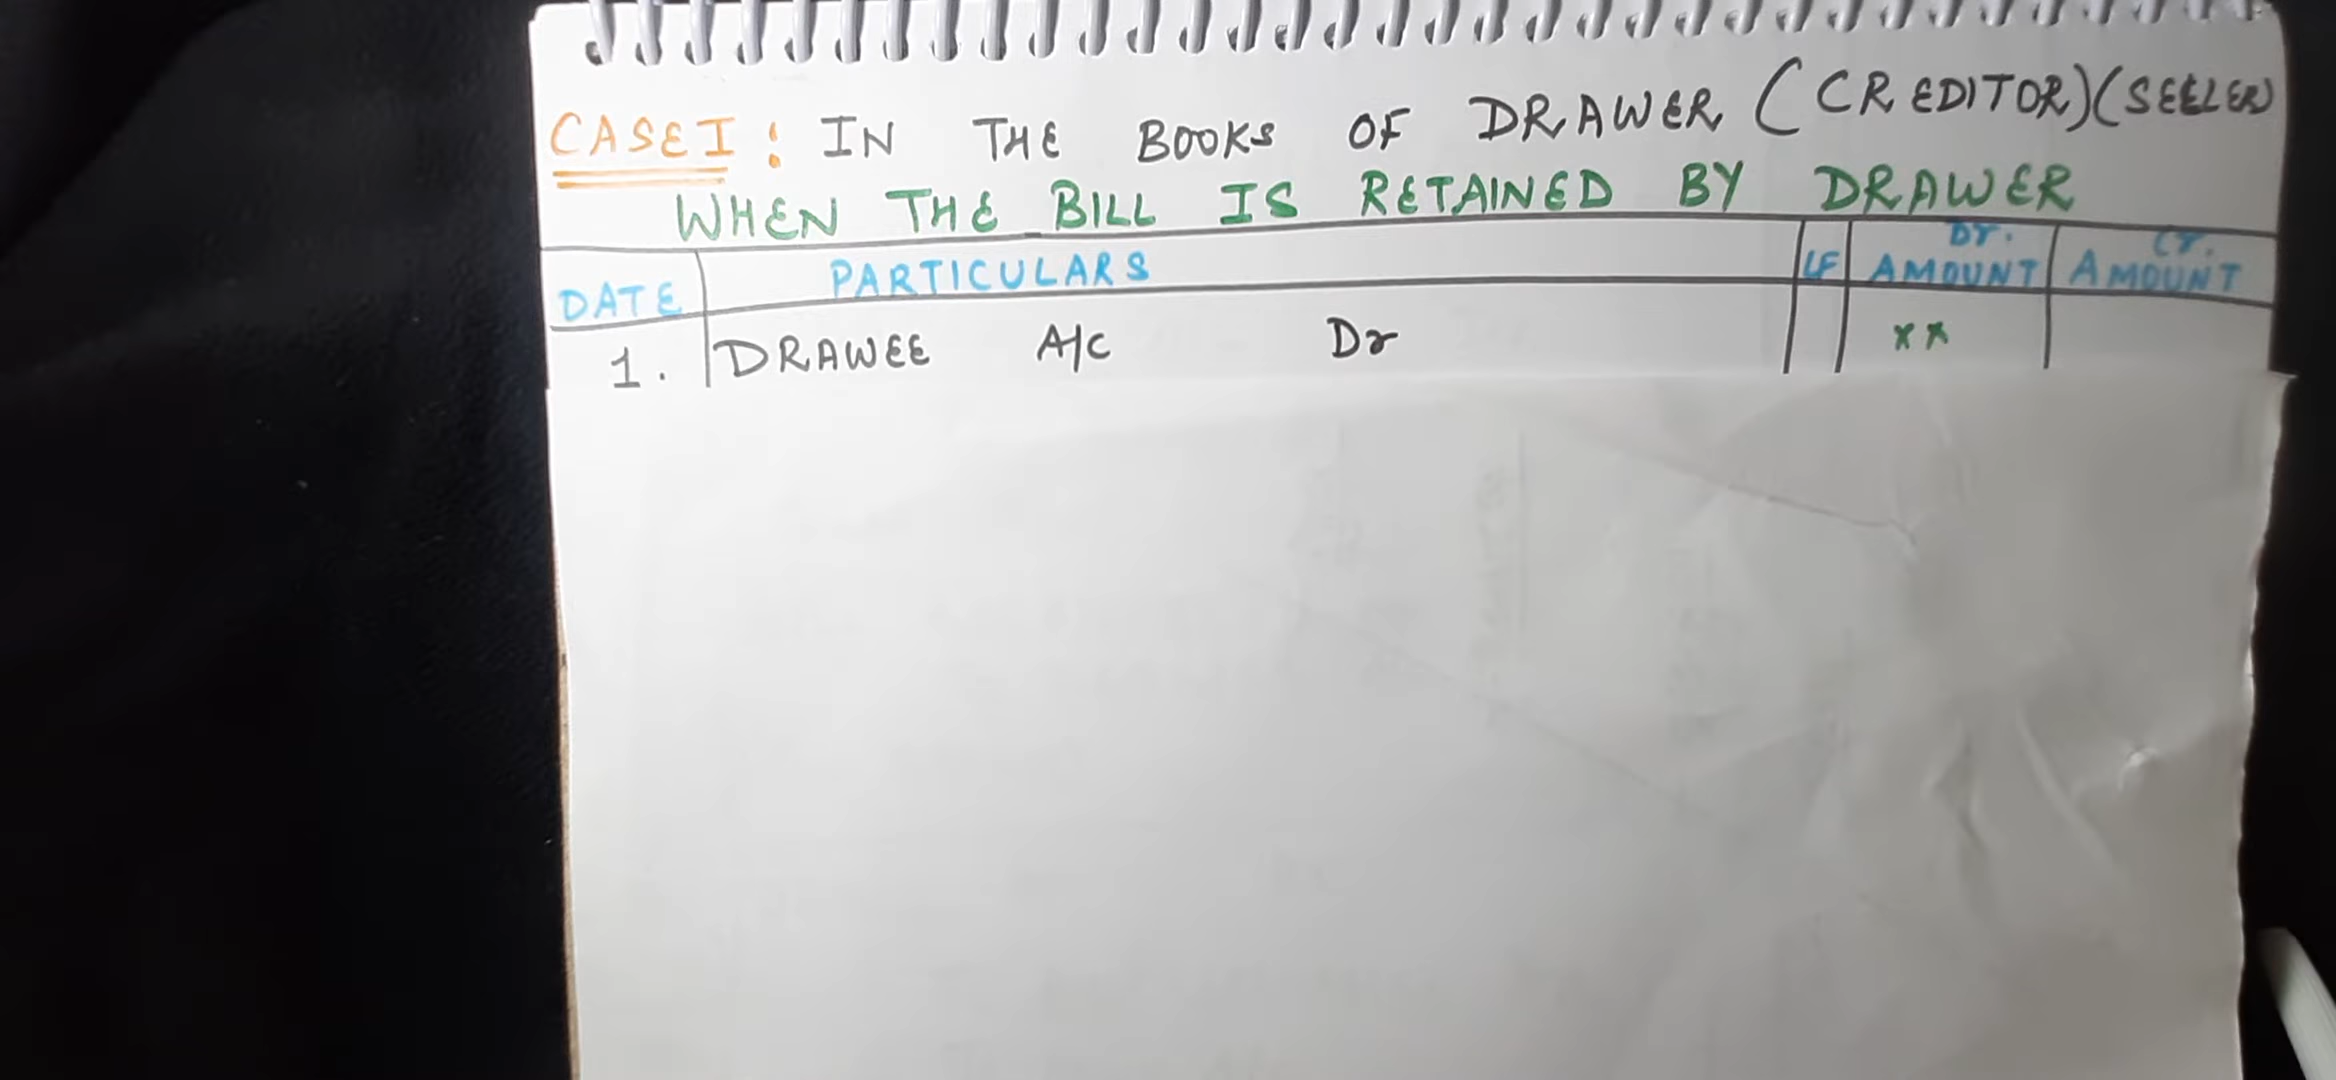 CASE I : IN THE BOOKS OF DRAWER (CREDITOR) (SEELER)
WHEN THE BILL IS RETAINED BY DRAWER
DATE PARTICULARS LF Dr. AMOUNT Cr. AMOUNT
1. DRAWEE A/C Dr xx